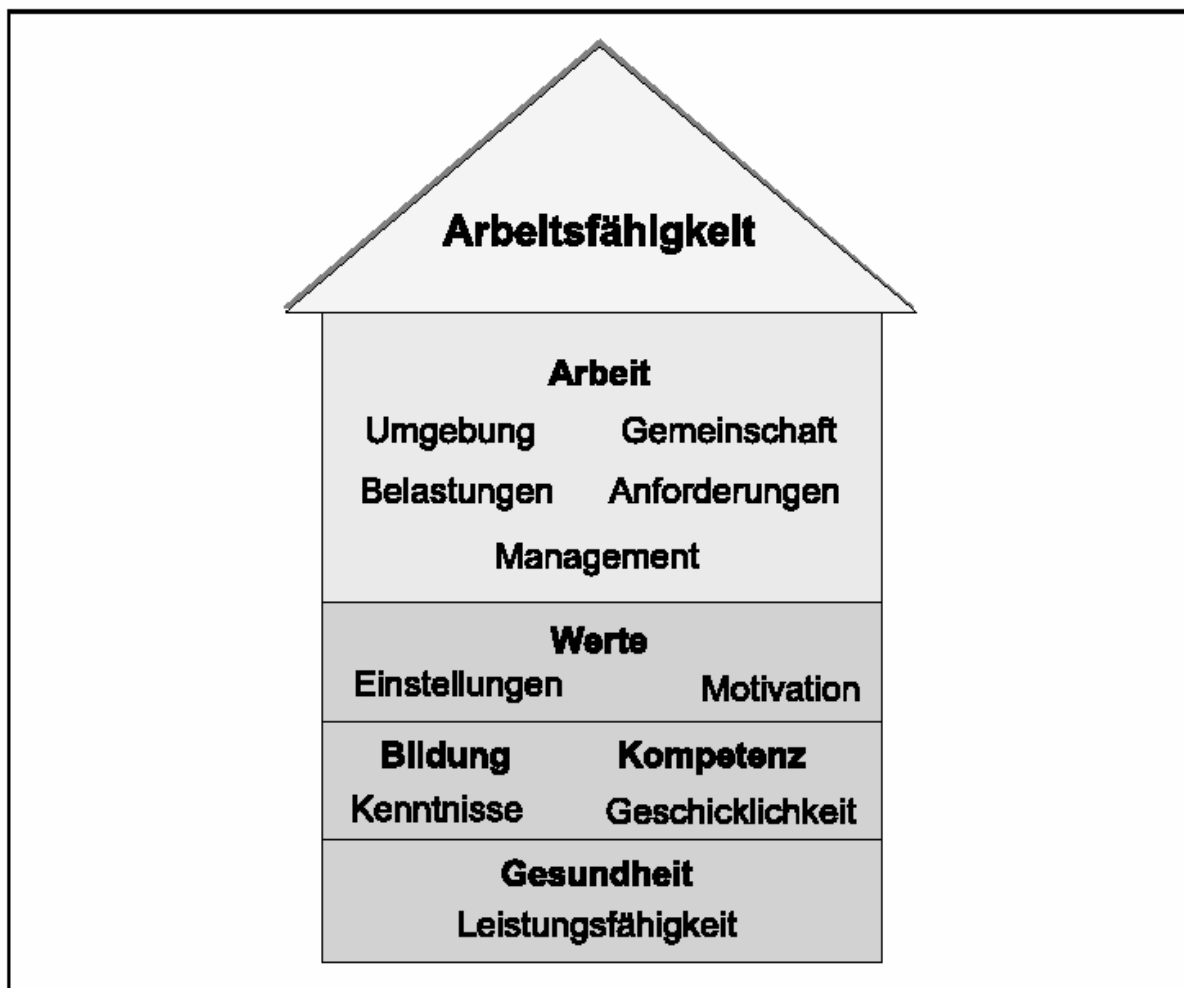 Arbeitsfähigkeit
Arbeit
Umgebung Gemeinschaft
Belastungen Anforderungen
Management
Werte
Einstellungen Motivation
Bildung Kompetenz
Kenntnisse Geschicklichkeit
Gesundheit
Leistungsfähigkeit